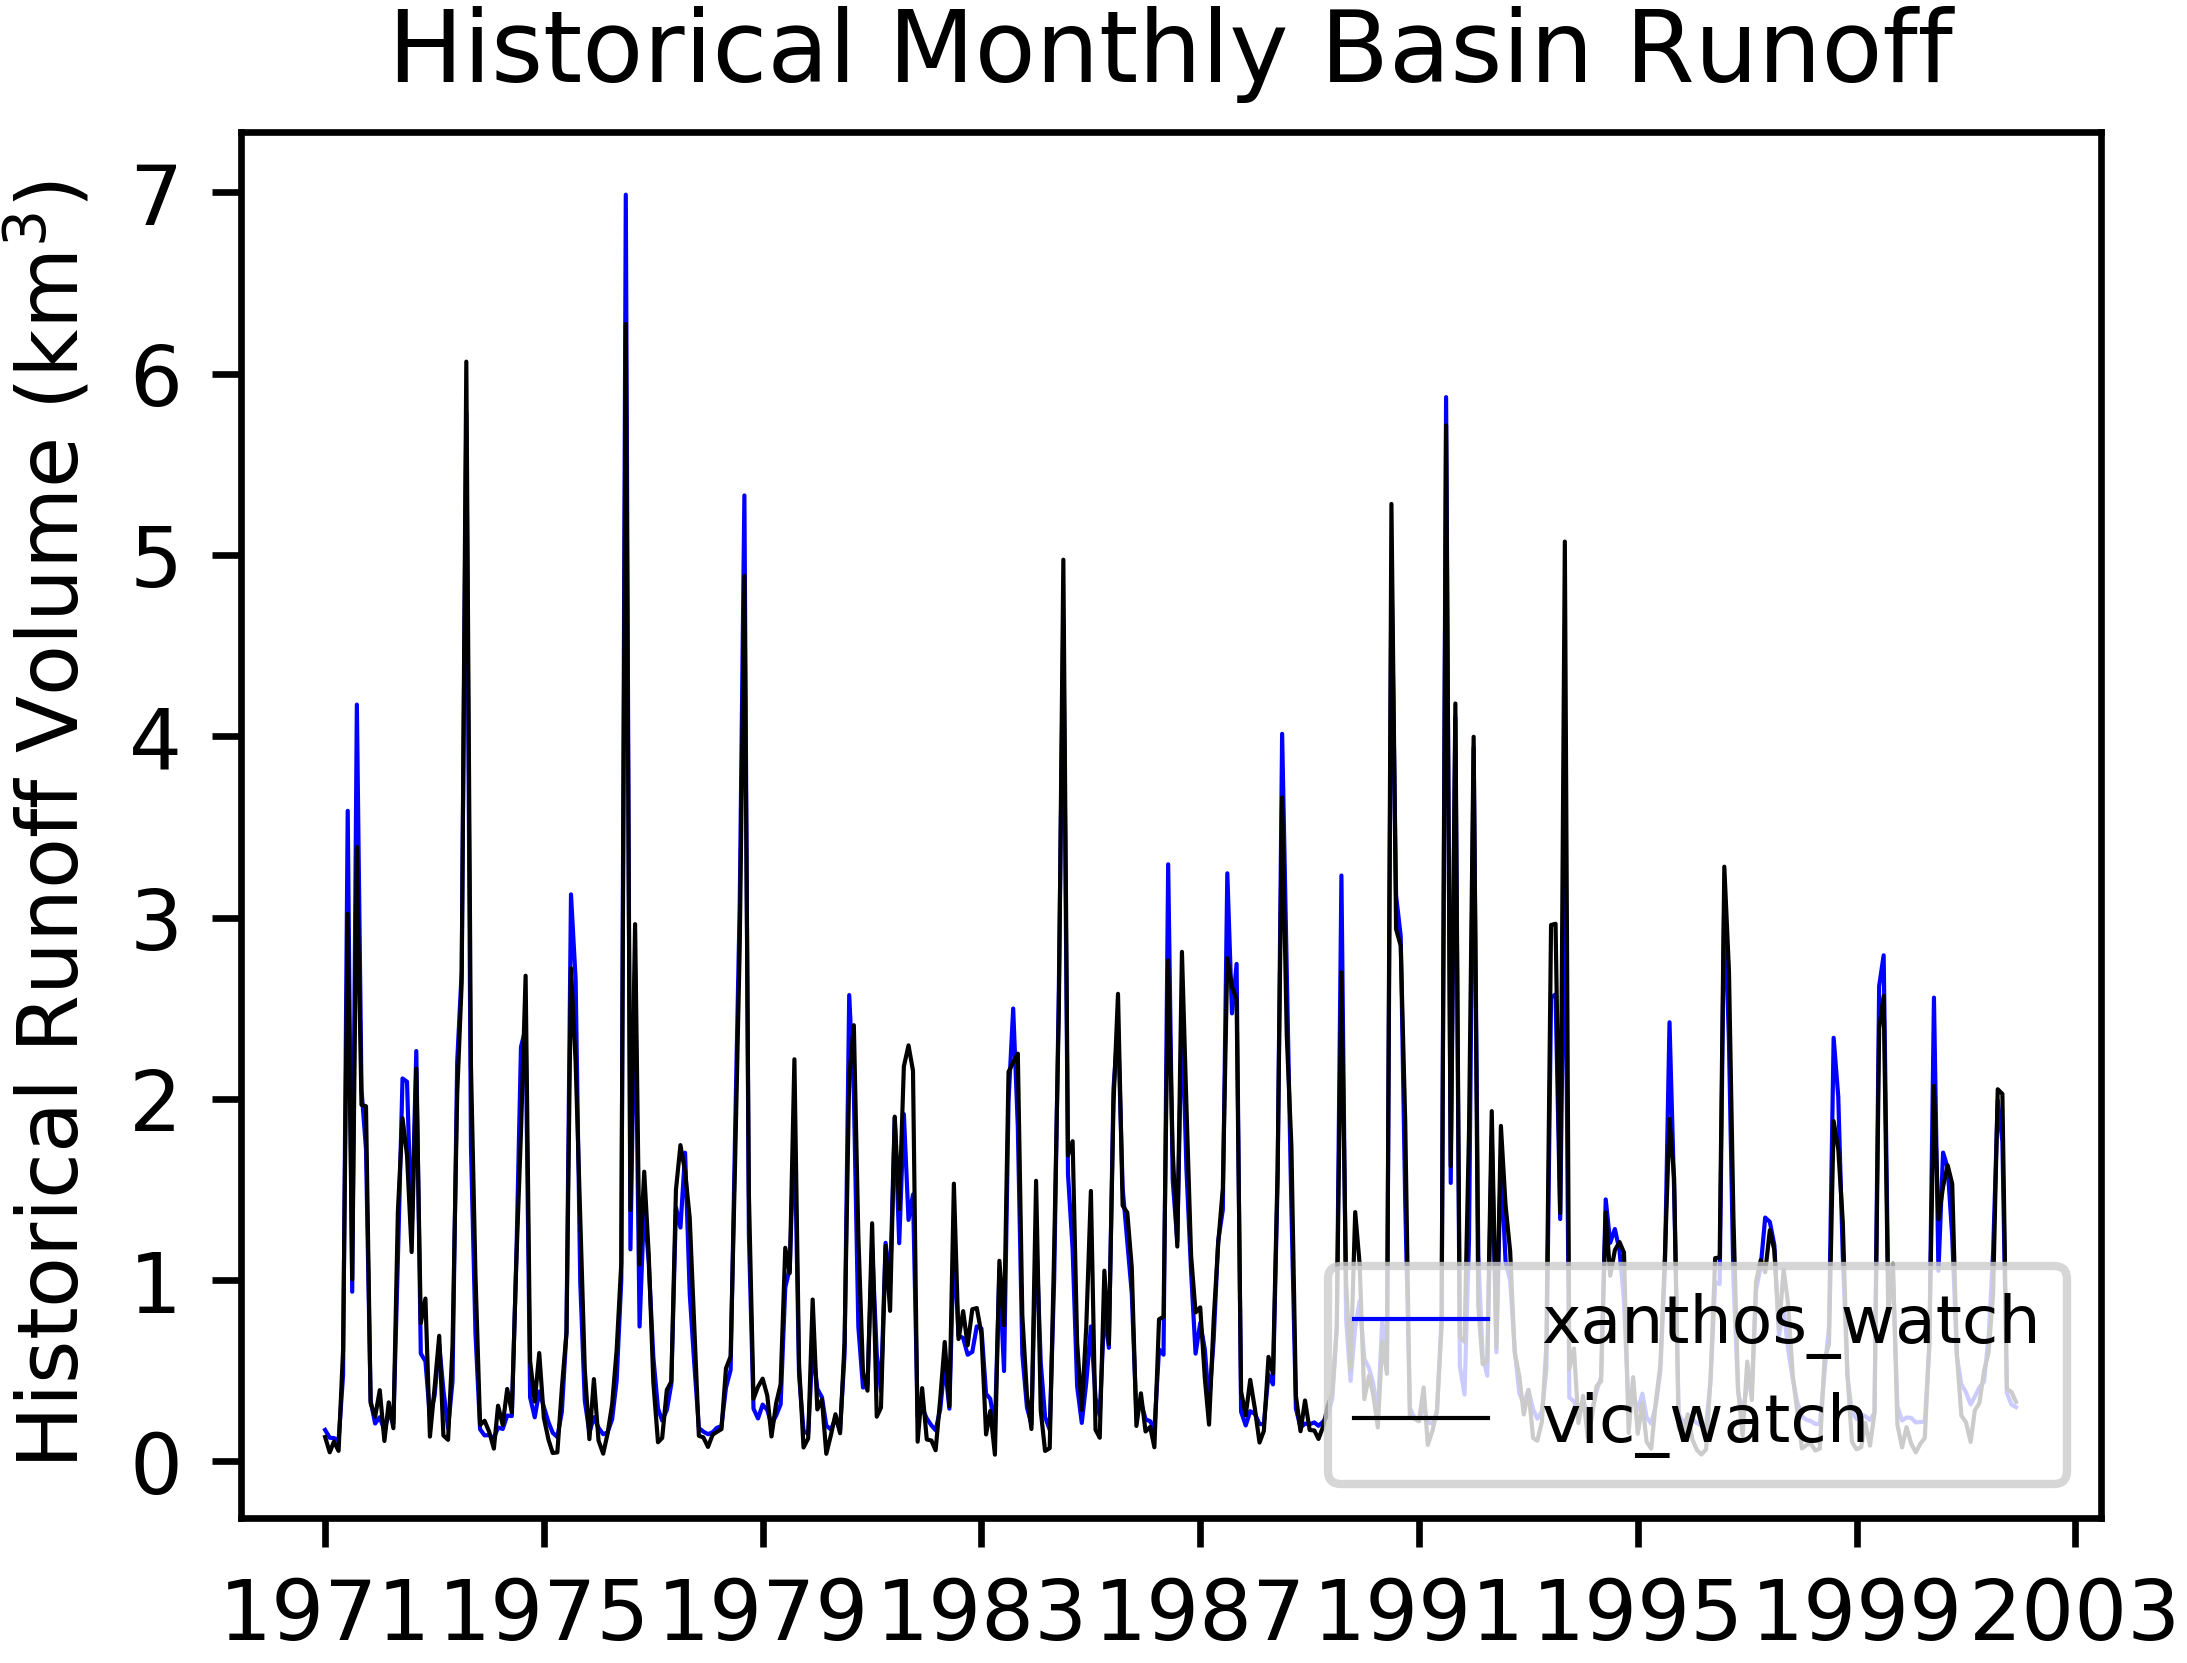 Historical Monthly Basin Runoff
Historical Runoff Volume (km³)
7
6
5
4
3
2
1
0
xanthos_watch
vic_watch
1971 1975 1979 1983 1987 1991 1995 1999 2003